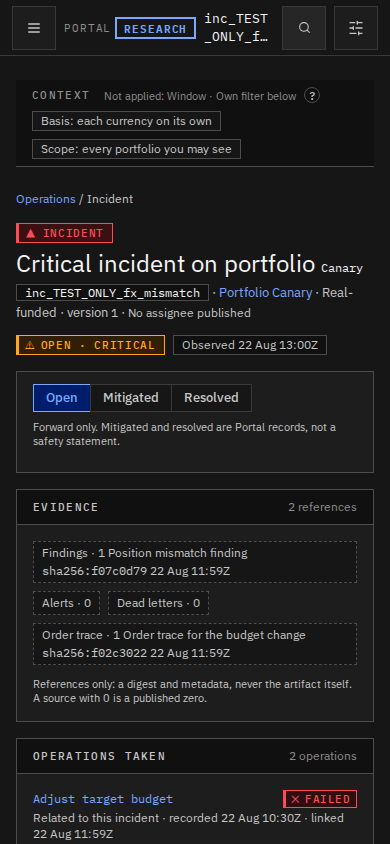 PORTAL RESEARCH inc_TEST
_ONLY_f…
CONTEXT Not applied: Window · Own filter below ?
Basis: each currency on its own
Scope: every portfolio you may see
Operations / Incident
INCIDENT
Critical incident on portfolio Canary
inc_TEST_ONLY_fx_mismatch · Portfolio Canary · Real-
funded · version 1 · No assignee published
OPEN · CRITICAL Observed 22 Aug 13:00Z
Open Mitigated Resolved
Forward only. Mitigated and resolved are Portal records, not a
safety statement.
EVIDENCE 2 references
Findings · 1 Position mismatch finding
sha256:f07c0d79 22 Aug 11:59Z
Alerts · 0 Dead letters · 0
Order trace · 1 Order trace for the budget change
sha256:f02c3022 22 Aug 11:59Z
References only: a digest and metadata, never the artifact itself.
A source with 0 is a published zero.
OPERATIONS TAKEN 2 operations
Adjust target budget FAILED
Related to this incident · recorded 22 Aug 10:30Z · linked
22 Aug 11:59Z